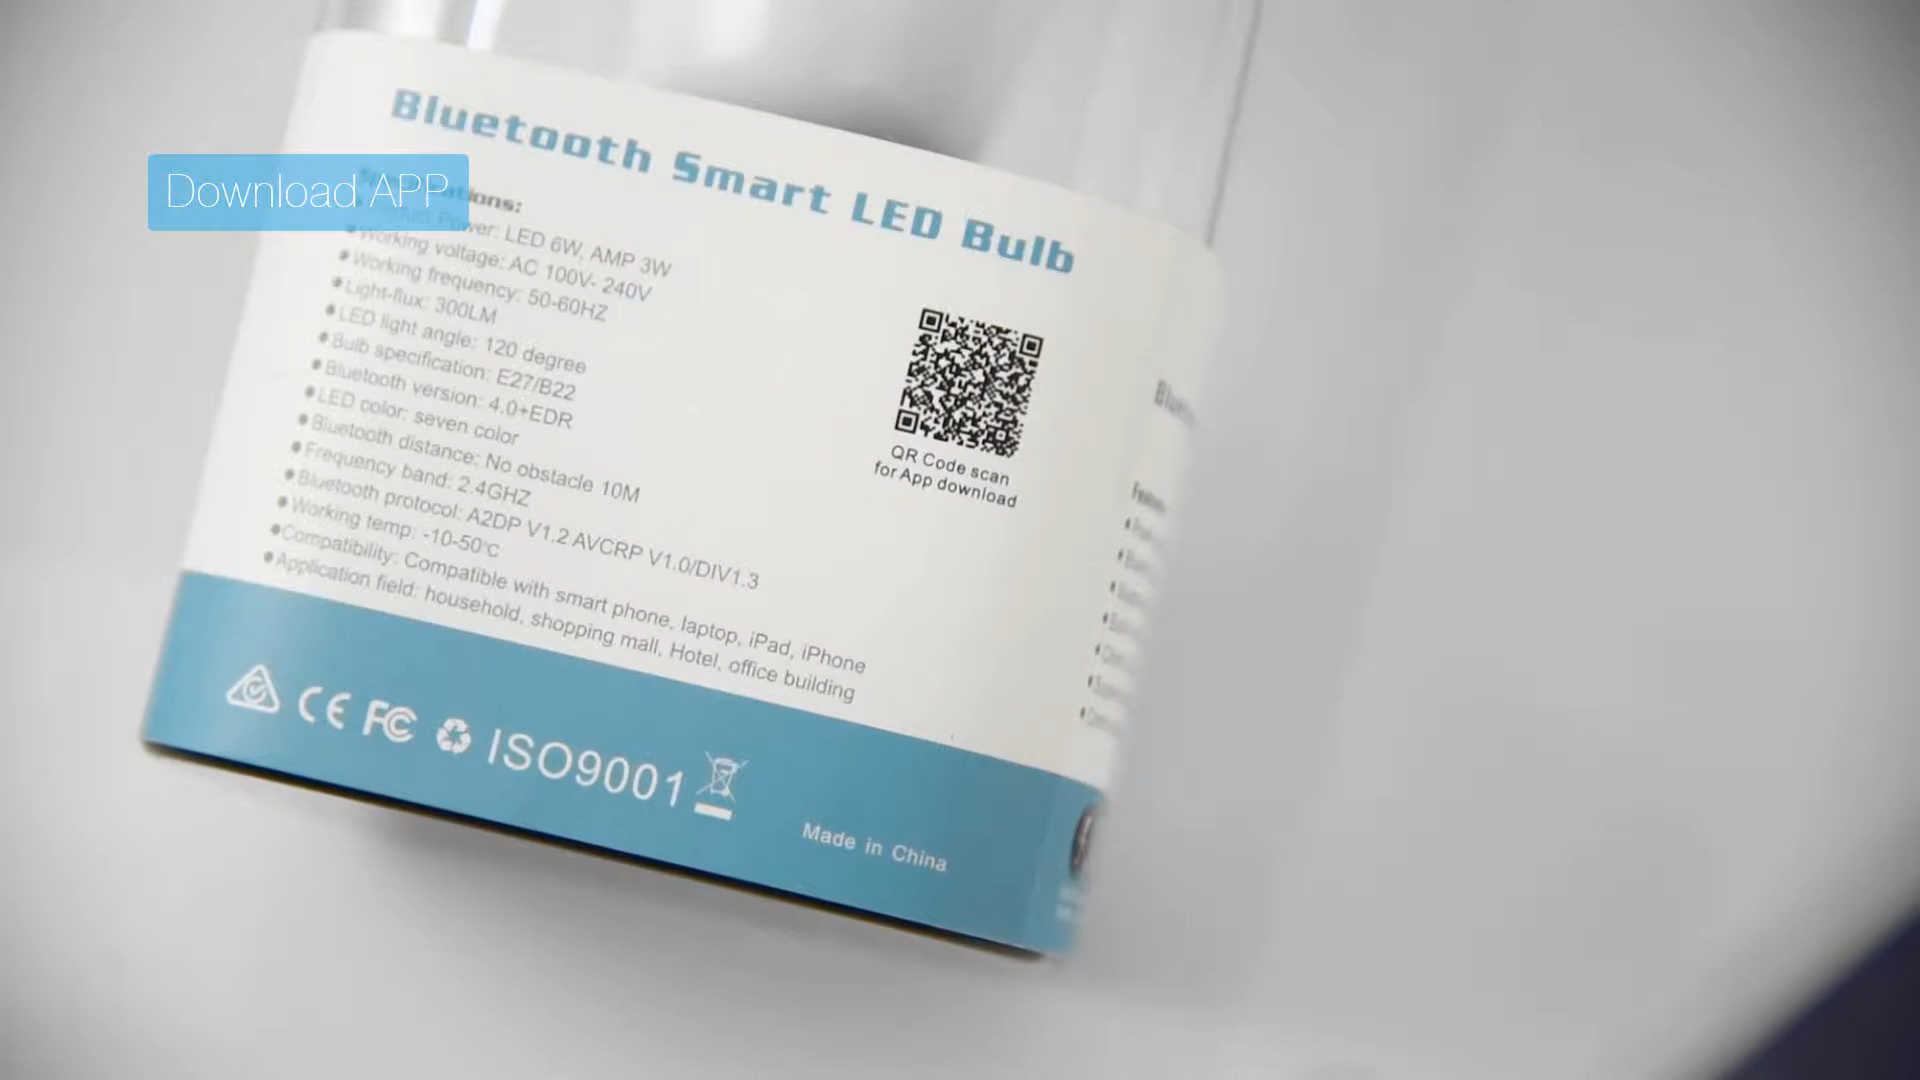 Bluetooth Smart LED Bulb
Download APP
Power: LED 6W, AMP 3W
Working voltage: AC 100V- 240V
Working frequency: 50-60HZ
Light-flux: 300LM
LED light angle: 120 degree
Bulb specification: E27/B22
Bluetooth version: 4.0+EDR
LED color: seven color
Bluetooth distance: No obstacle 10M
Frequency band: 2.4GHZ
Bluetooth protocol: A2DP V1.2 AVCRP V1.0/DIV1.3
Working temp: -10-50℃
Compatibility: Compatible with smart phone, laptop, iPad, iPhone
Application field: household, shopping mall, Hotel, office building
QR Code scan
for App download
CE FC ISO9001
Made in China